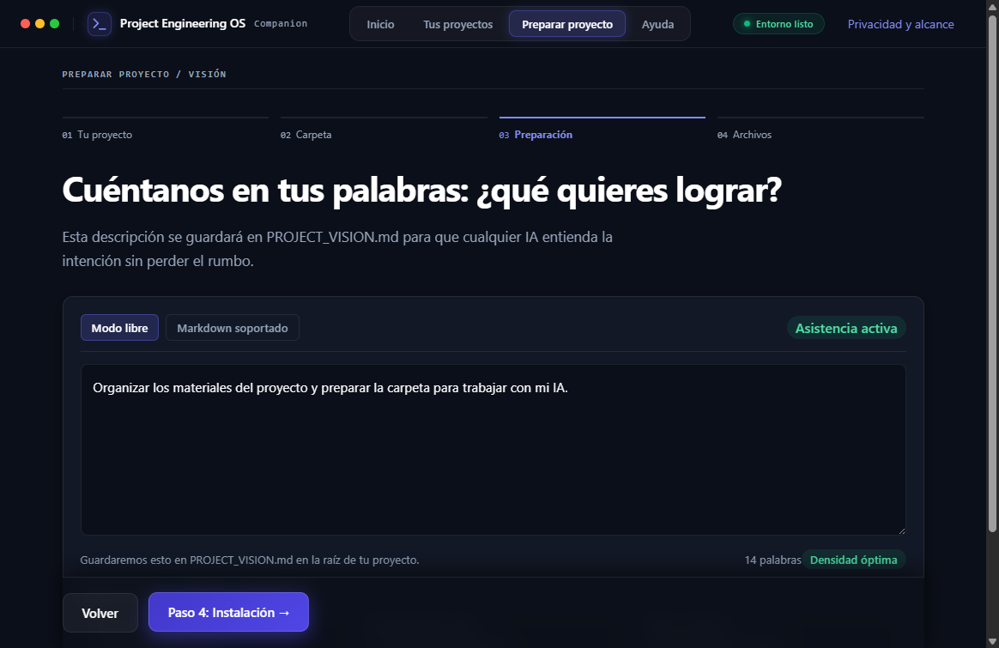 Project Engineering OS Companion
Inicio
Tus proyectos
Preparar proyecto
Ayuda
Entorno listo
Privacidad y alcance
PREPARAR PROYECTO / VISIÓN
01 Tu proyecto
02 Carpeta
03 Preparación
04 Archivos
Cuéntanos en tus palabras: ¿qué quieres lograr?
Esta descripción se guardará en PROJECT_VISION.md para que cualquier IA entienda la
intención sin perder el rumbo.
Modo libre
Markdown soportado
Asistencia activa
Organizar los materiales del proyecto y preparar la carpeta para trabajar con mi IA.
Guardaremos esto en PROJECT_VISION.md en la raíz de tu proyecto.
14 palabras
Densidad óptima
Volver
Paso 4: Instalación →